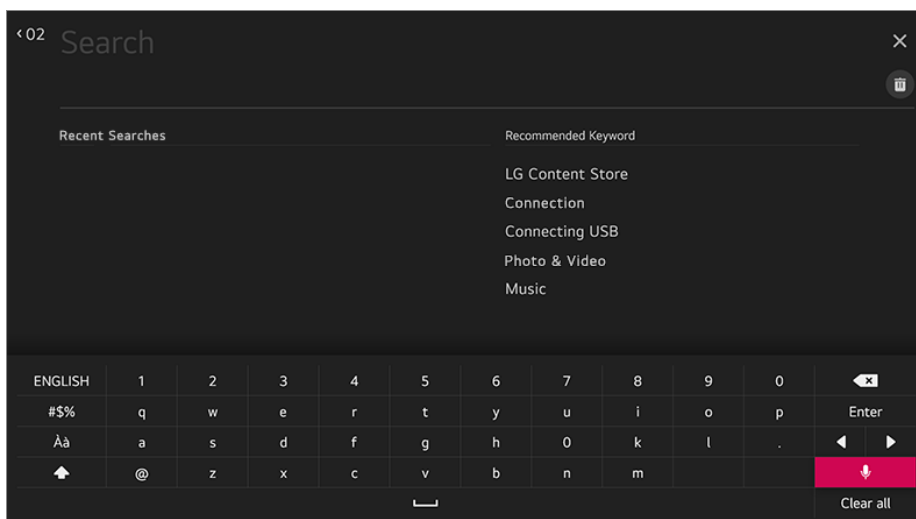 ‹ 02 Search
Recent Searches
Recommended Keyword
LG Content Store
Connection
Connecting USB
Photo & Video
Music
ENGLISH 1 2 3 4 5 6 7 8 9 0
#$% q w e r t y u i o p Enter
Àà a s d f g h 0 k l .
@ z x c v b n m
Clear all